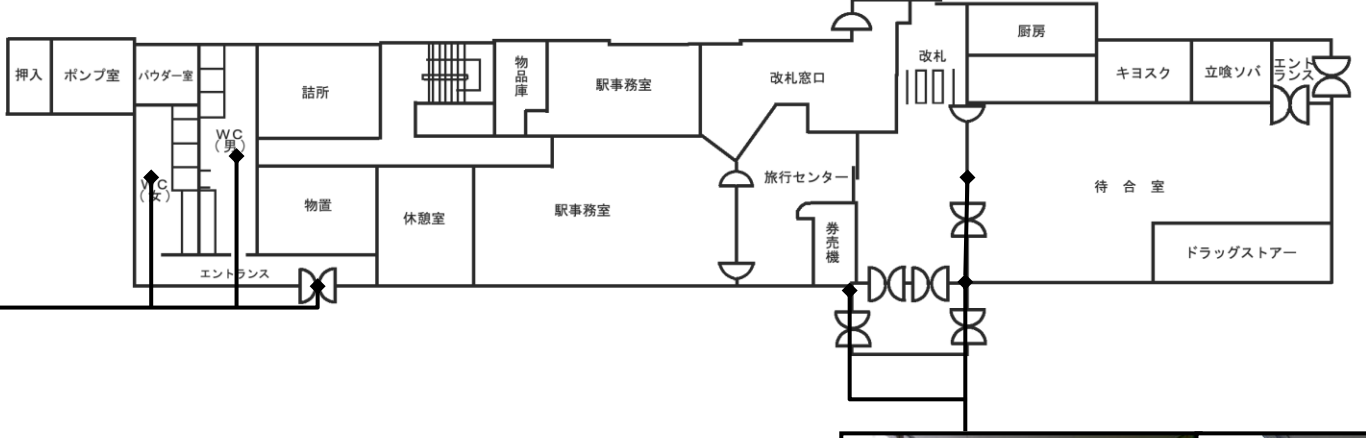 押入
ポンプ室
パウダー室
詰所
物品庫
駅事務室
改札窓口
改札
厨房
キヨスク
立喰ソバ
エント
ランス
WC
(男)
WC
(女)
物置
休憩室
駅事務室
旅行センター
券売機
待合室
ドラッグストアー
エントランス